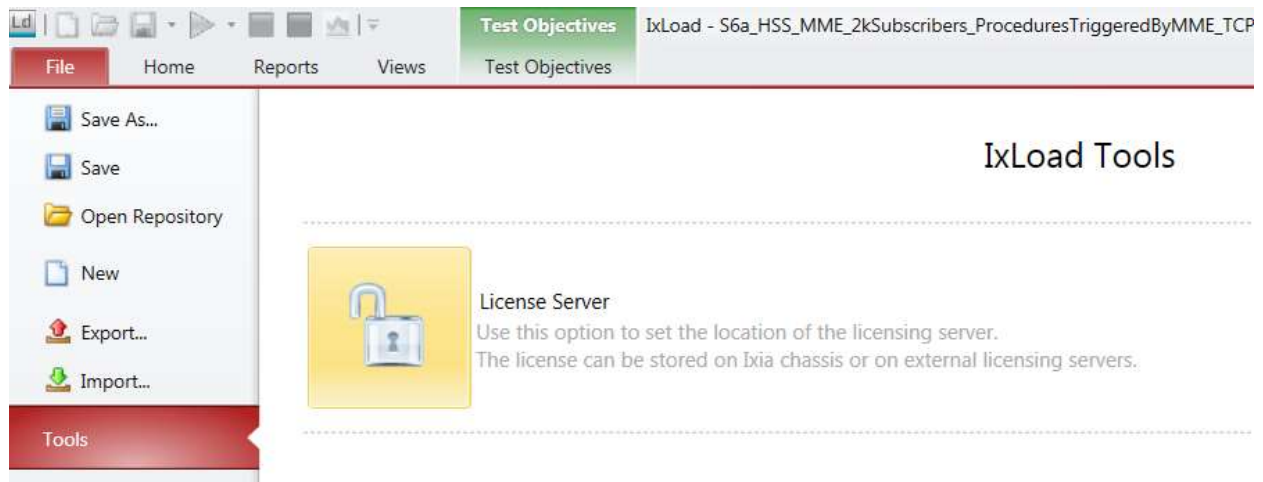 Ld Test Objectives IxLoad - S6a_HSS_MME_2kSubscribers_ProceduresTriggeredByMME_TCP
File Home Reports Views Test Objectives
Save As...
Save
Open Repository
New
Export...
Import...
Tools
IxLoad Tools
License Server
Use this option to set the location of the licensing server.
The license can be stored on Ixia chassis or on external licensing servers.